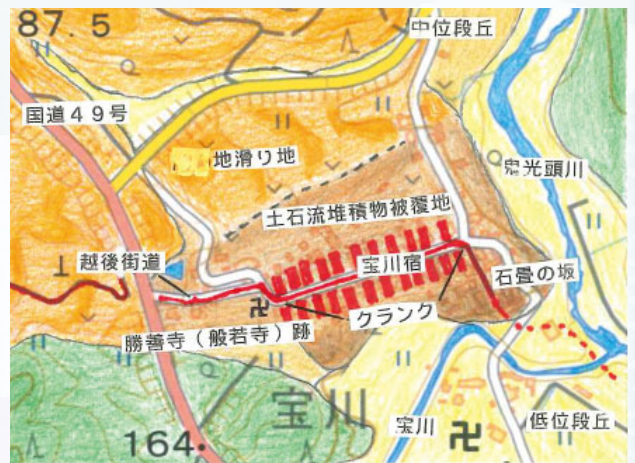 87.5
中位段丘
国道49号
地滑り地
鬼光頭川
土石流堆積物被覆地
越後街道
宝川宿
石畳の坂
クランク
勝善寺（般若寺）跡
宝川
宝川
低位段丘
164